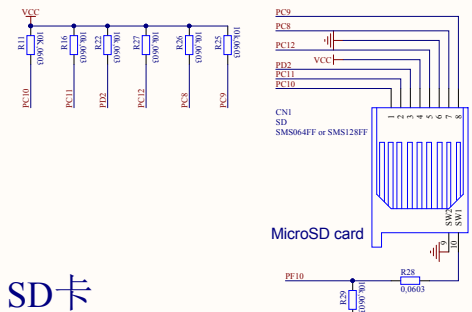 VCC
R11 10K,0603
R16 10K,0603
R22 10K,0603
R27 10K,0603
R26 10K,0603
R25 10K,0603
PC10
PC11
PD2
PC12
PC8
PC9
PC9
PC8
PC12
VCC
PD2
PC11
PC10
CN1
SD
SMS064FF or SMS128FF
1 2 3 4 5 6 7 8
SW2 SW1
9 10
MicroSD card
PF10
R28
0,0603
R29 10K,0603
SD卡